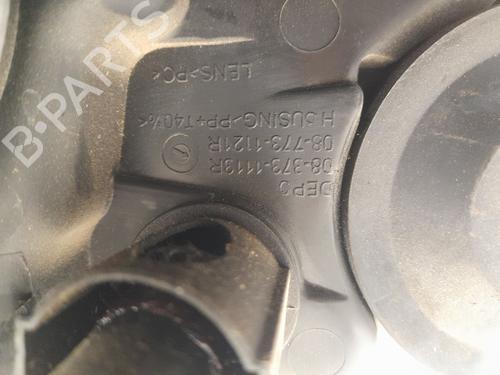 DEPO
08-373-1113R
08-773-1121R
HOUSING>PP+T40%<
LENS>PC<
B-PARTS